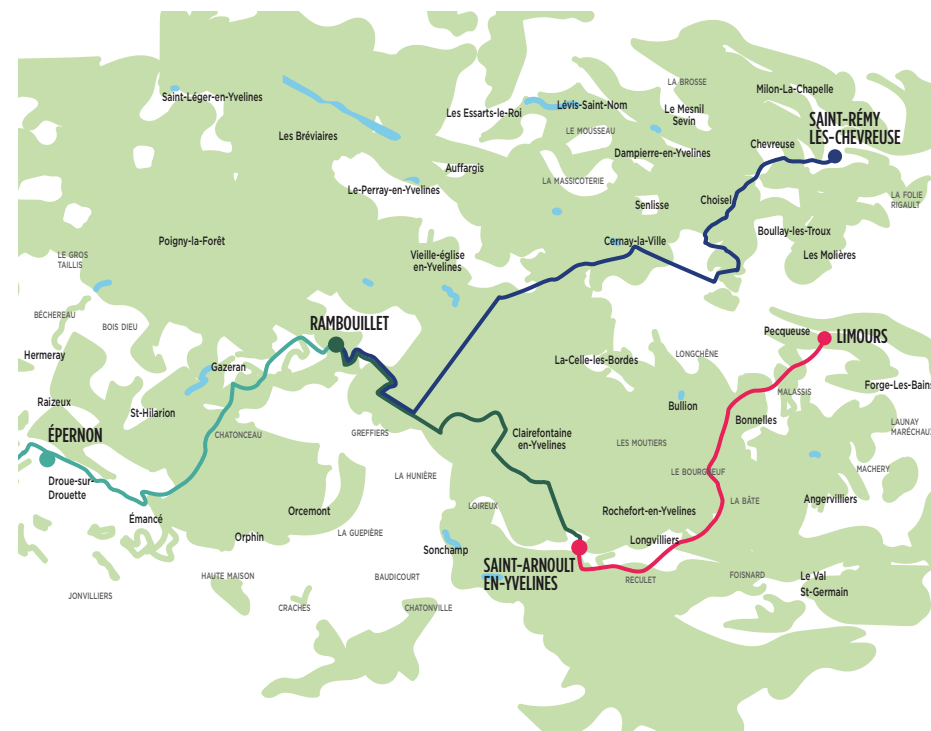 LA BROSSE
Milon-La-Chapelle
Saint-Léger-en-Yvelines
Lévis-Saint-Nom
Les Essarts-le-Roi
Le Mesnil
Sevin
SAINT-RÉMY
LÈS-CHEVREUSE
Les Bréviaires
LE MOUSSEAU
Chevreuse
Dampierre-en-Yvelines
Auffargis
LA MASSICOTERIE
Le-Perray-en-Yvelines
LA FOLIE
RIGAULT
Choisel
Senlisse
Boullay-les-Troux
Poigny-la-Forêt
Cernay-la-Ville
Les Molières
LE GROS
TAILLIS
Vieille-église
en-Yvelines
BÉCHEREAU
BOIS DIEU
RAMBOUILLET
Pecqueuse
LIMOURS
Hermeray
LONGCHÊNE
La-Celle-les-Bordes
Gazeran
Forge-Les-Bains
MALASSIS
Raizeux
St-Hilarion
Bullion
Bonnelles
LAUNAY
MARÉCHAUX
ÉPERNON
CHATONCEAU
GREFFIERS
Clairefontaine
en-Yvelines
LES MOUTIERS
LE BOURGNEUF
MACHERY
LA HUNIÈRE
Droue-sur-
Drouette
LA BÂTE
Angervilliers
LOIREUX
Rochefort-en-Yvelines
Orcemont
Émancé
LA GUEPIÈRE
Orphin
Longvilliers
Sonchamp
SAINT-ARNOULT
EN-YVELINES
HAUTE MAISON
BAUDICOURT
RECULET
FOISNARD
Le Val
St-Germain
JONVILLIERS
CRACHES
CHATONVILLE